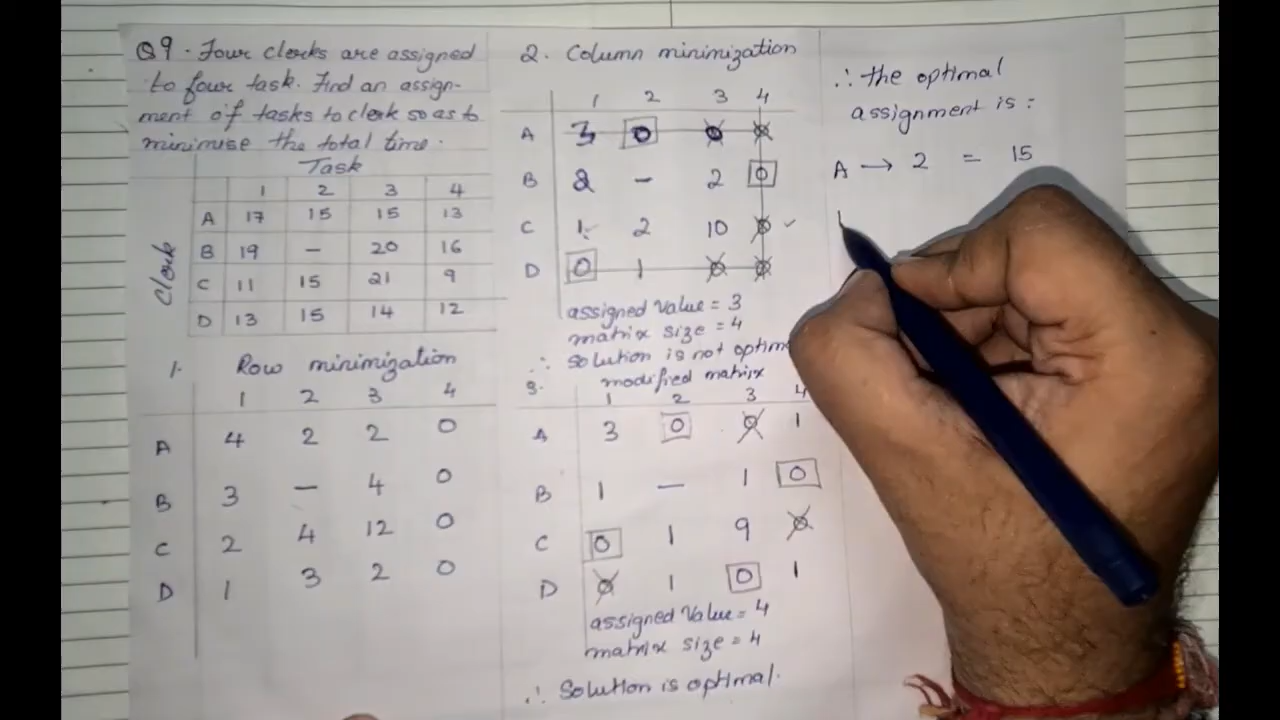 Q9. Four clerks are assigned
to four task. Find an assign-
ment of tasks to clerk so as to
minimise the total time.
Task
1 2 3 4
A 17 15 15 13
B 19 — 20 16
C 11 15 21 9
D 13 15 14 12
Clerk
1. Row minimization
1 2 3 4
A 4 2 2 0
B 3 — 4 0
C 2 4 12 0
D 1 3 2 0
2. Column minimization
1 2 3 4
A 3 0 0 0
B 2 - 2 0
C 1 2 10 0
D 0 1 0 0
assigned value = 3
matrix size = 4
∴ Solution is not optim
3. modified matrix
1 2 3 4
A 3 0 0 1
B 1 — 1 0
C 0 1 9 0
D 0 1 0 1
assigned value = 4
matrix size = 4
∴ Solution is optimal.
∴ the optimal
assignment is :
A → 2 = 15